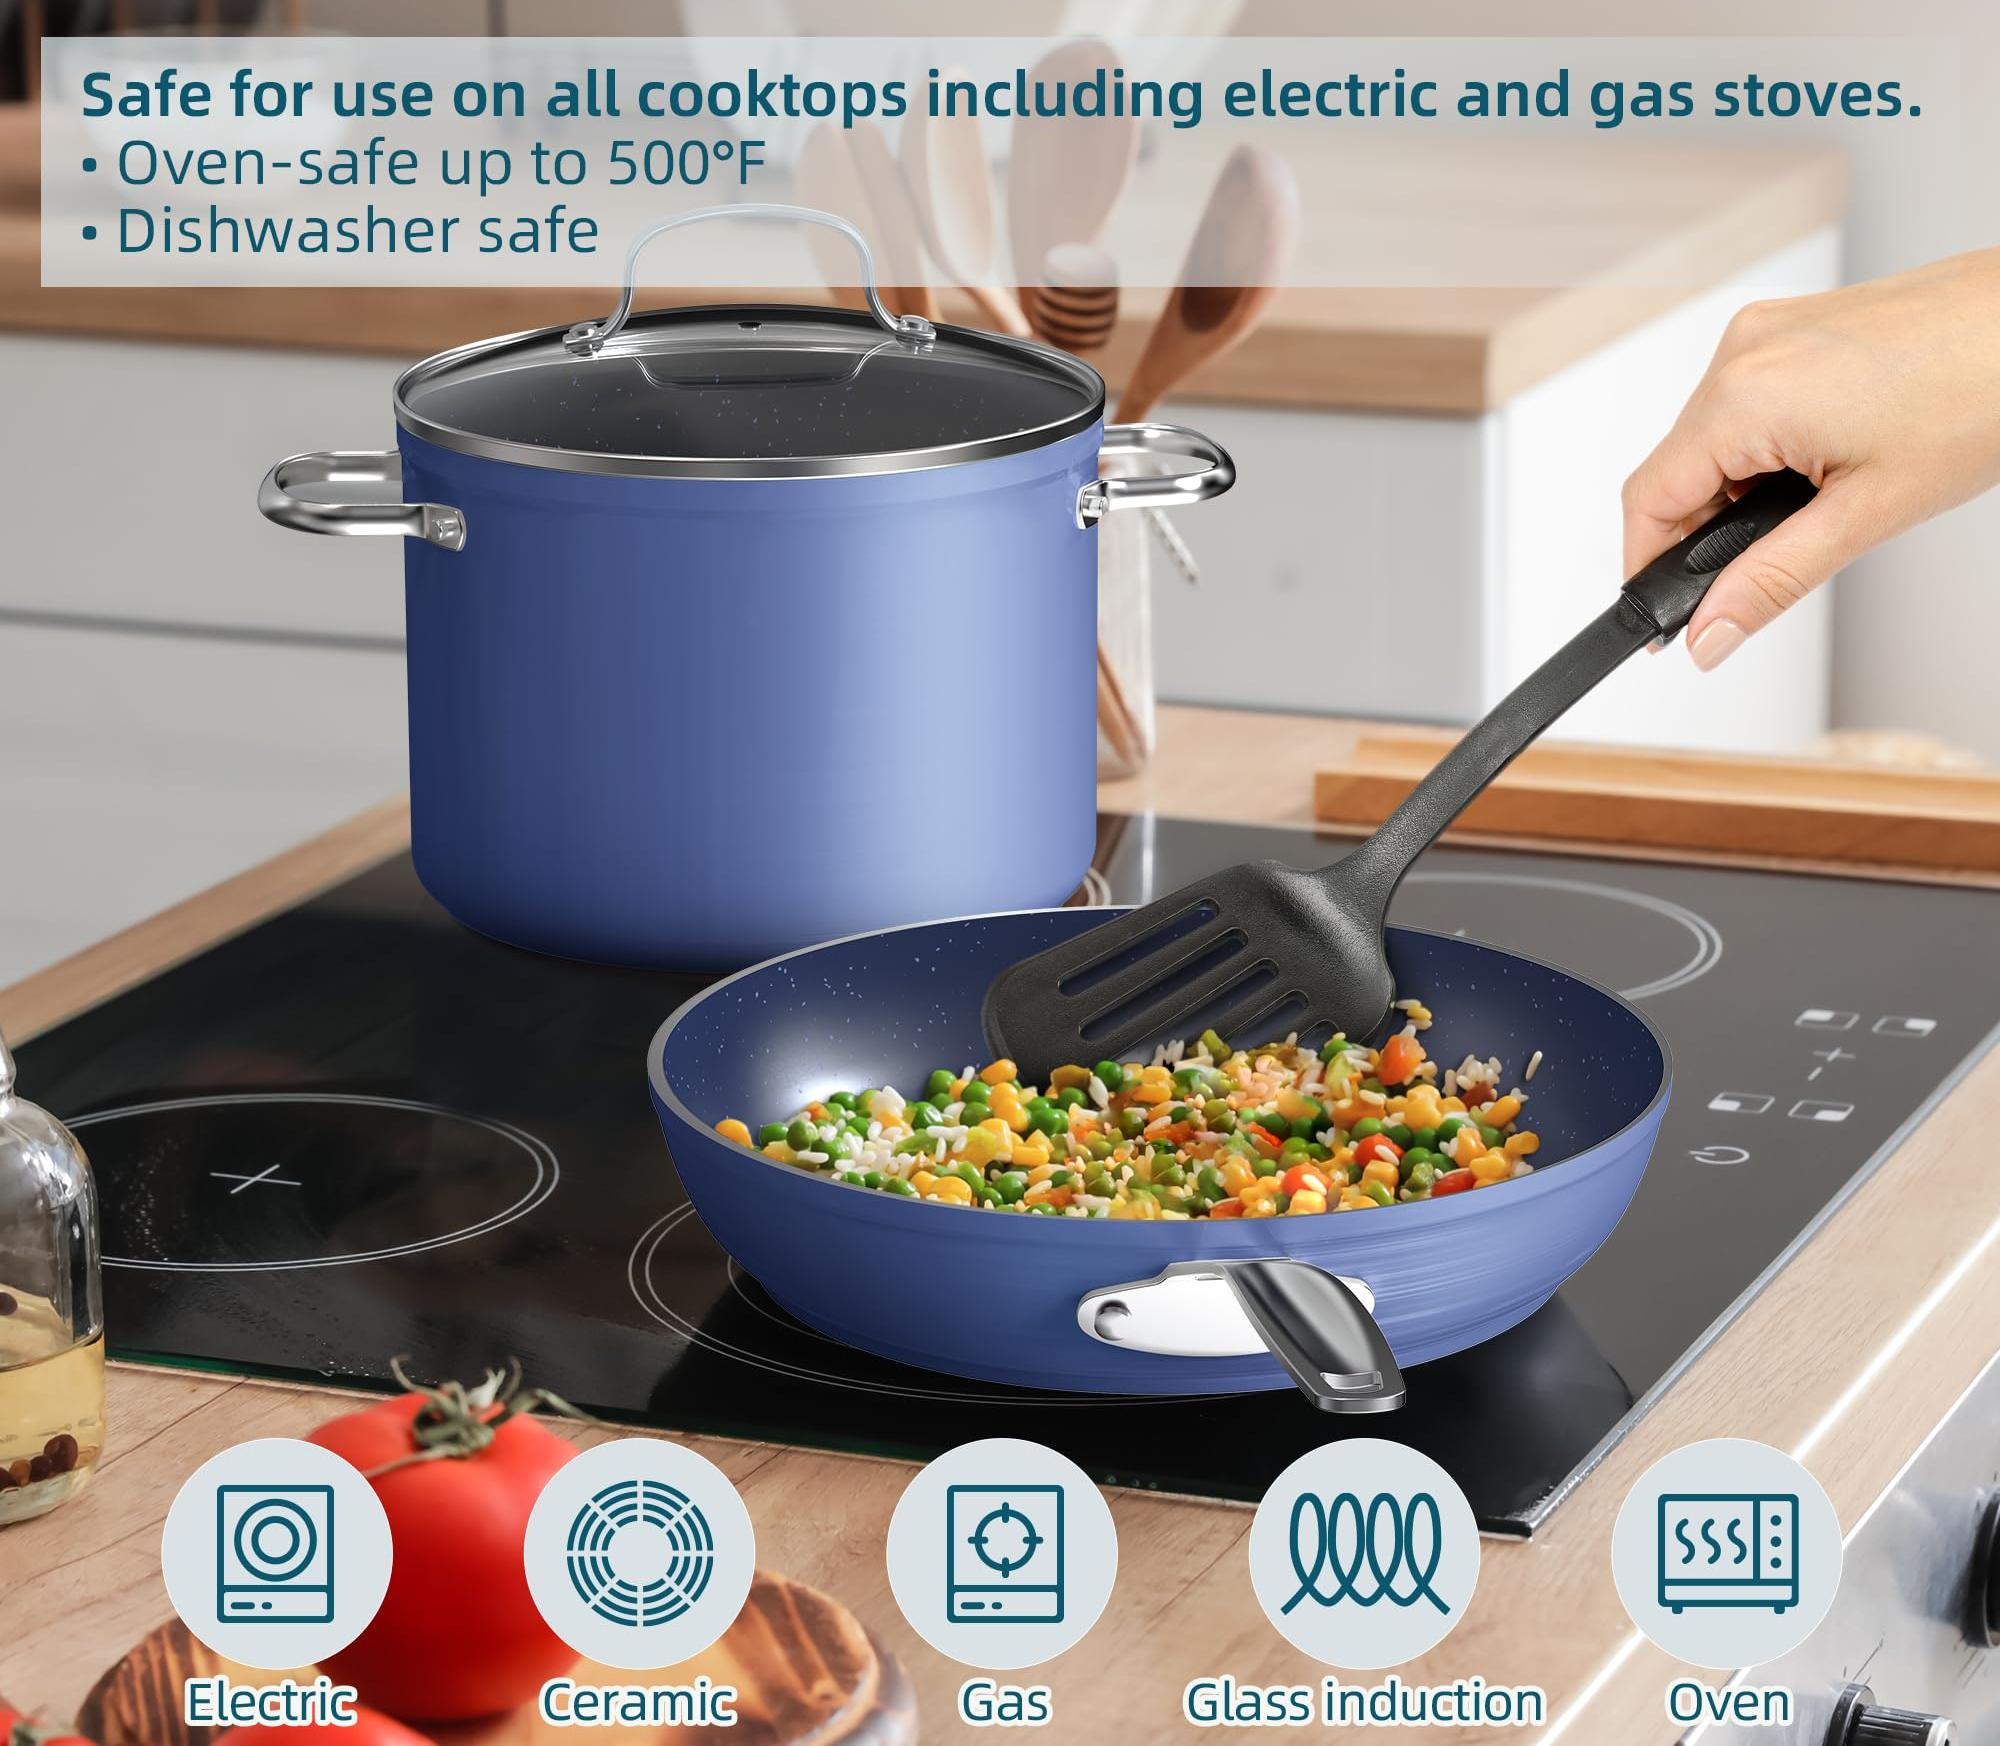 Safe for use on all cooktops including electric and gas stoves.
• Oven-safe up to 500°F
• Dishwasher safe
Electric
Ceramic
Gas
Glass induction
Oven